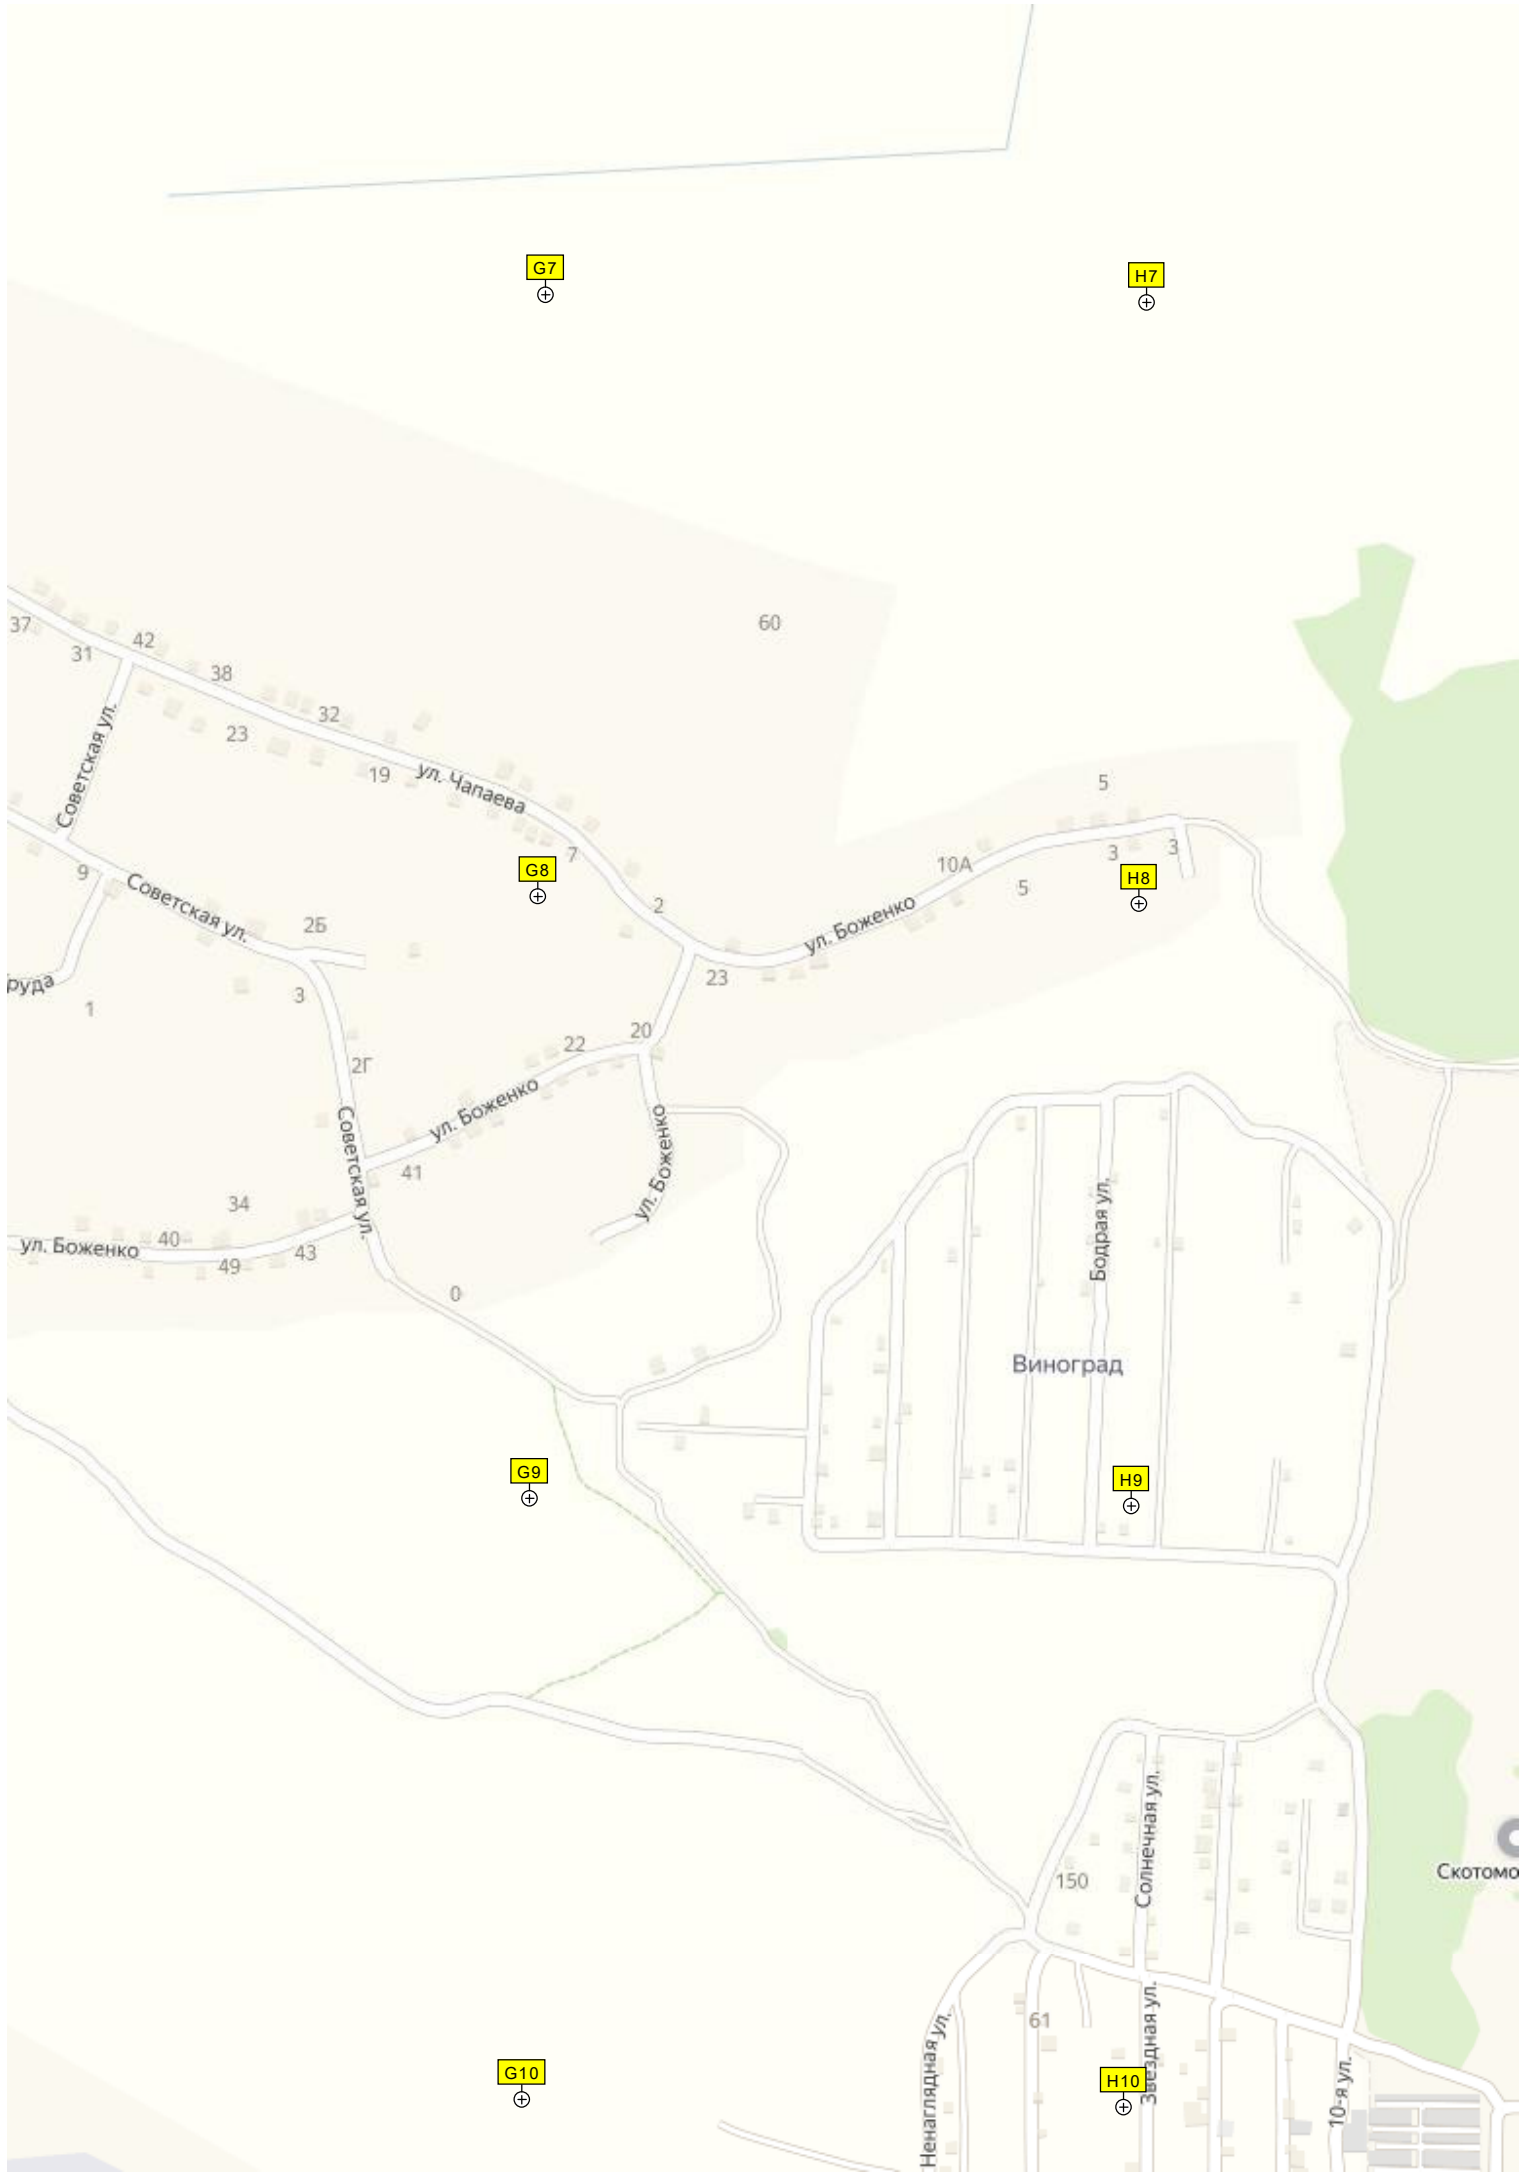 G7
H7
60
37
31
42
38
32
23
19
ул. Чапаева
Советская ул.
7
G8
5
10А
3
3
H8
5
9
Советская ул.
2Б
2
ул. Боженко
23
руда
1
3
20
22
2Г
ул. Боженко
Советская ул.
41
ул. Боженко
34
40
ул. Боженко
49
43
0
Бодрая ул.
Виноград
G9
H9
Солнечная ул.
150
Скотомо
61
Звездная ул.
Ненаглядная ул.
G10
H10
10-я ул.